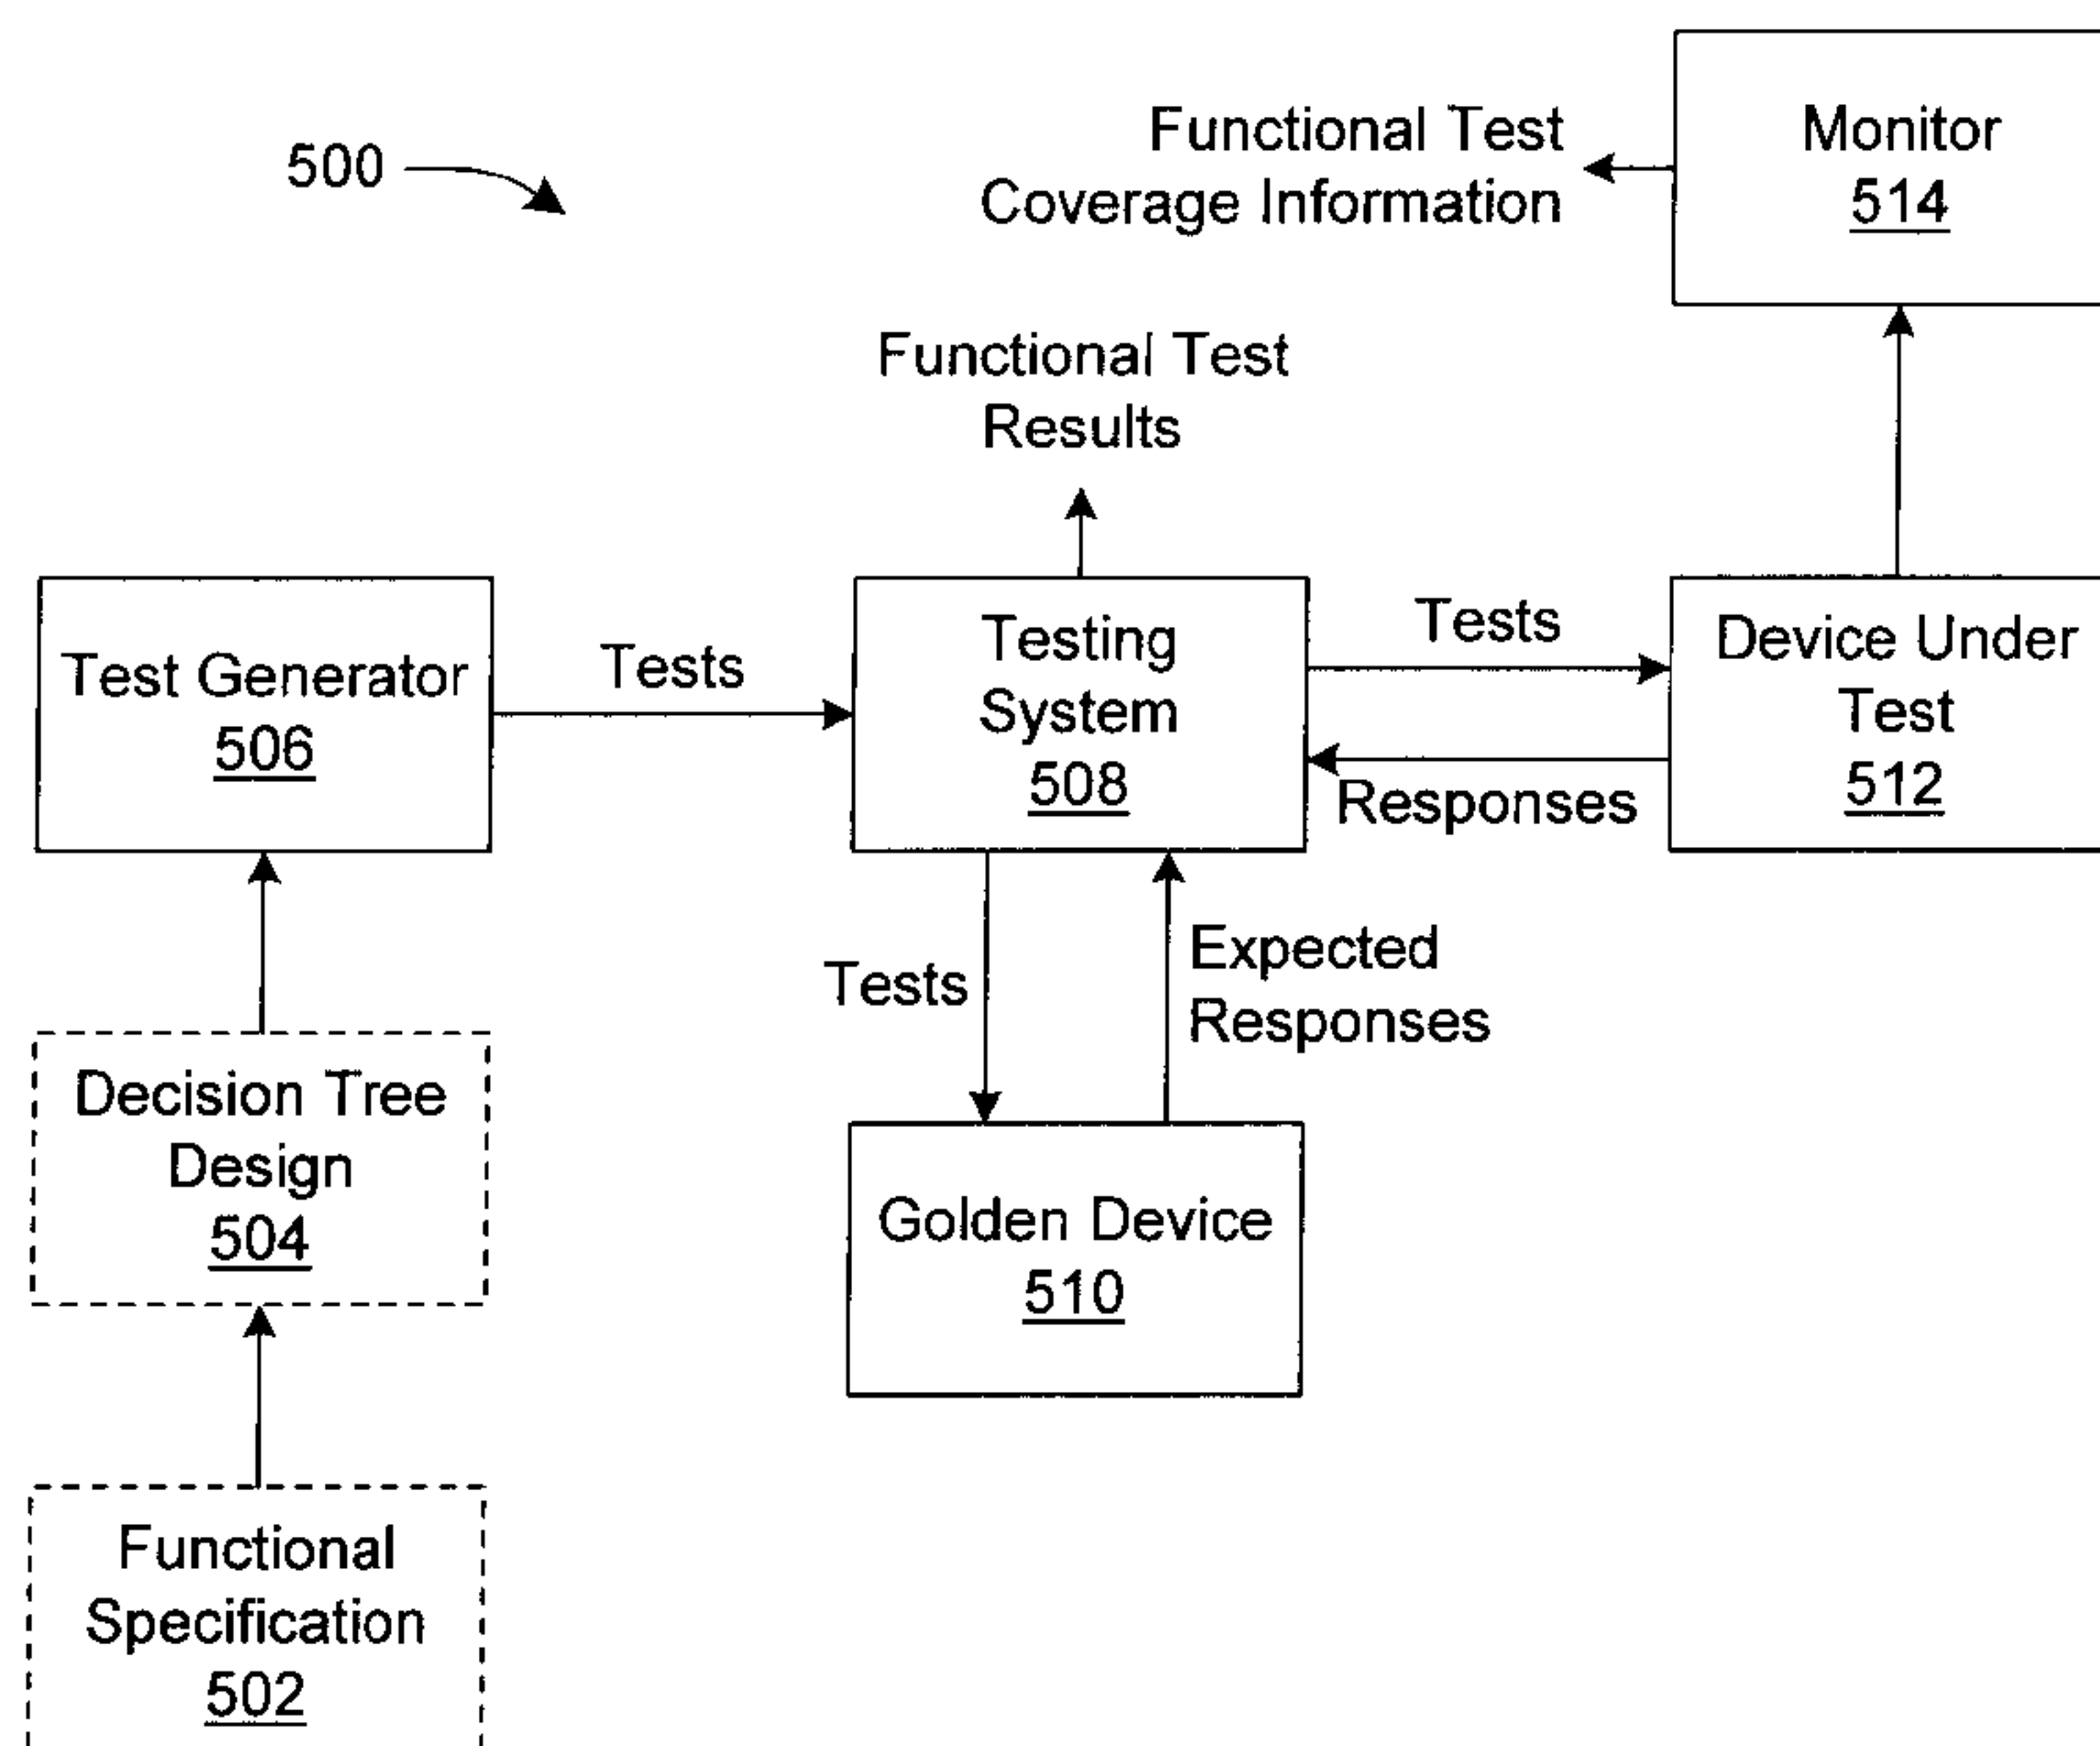 500
Functional Test
Coverage Information
Monitor
514
Functional Test
Results
Test Generator
506
Tests
Testing
System
508
Tests
Responses
Device Under
Test
512
Tests
Expected
Responses
Decision Tree
Design
504
Golden Device
510
Functional
Specification
502